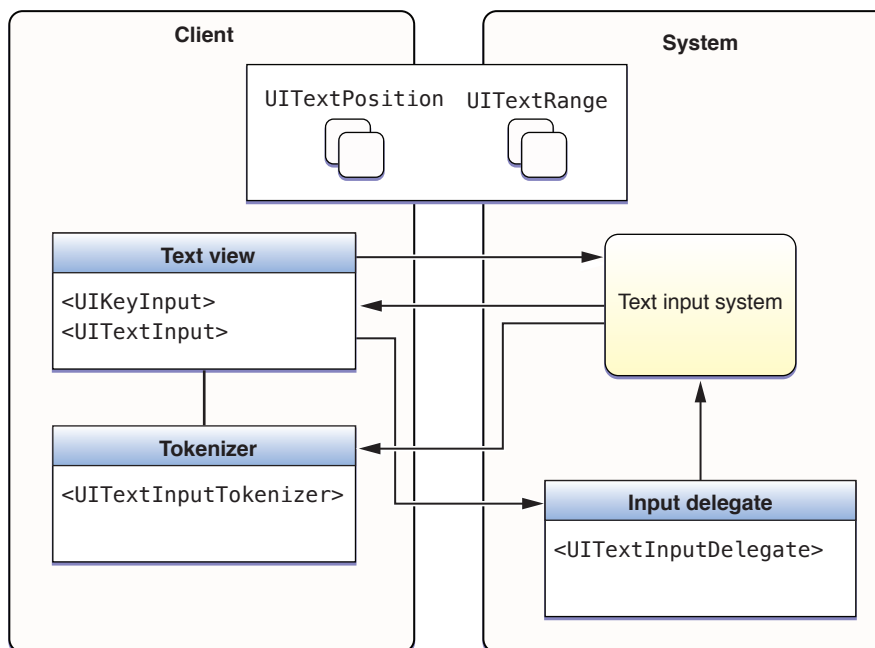 Client
System
UITextPosition
UITextRange
Text view
<UIKeyInput>
<UITextInput>
Text input system
Tokenizer
<UITextInputTokenizer>
Input delegate
<UITextInputDelegate>